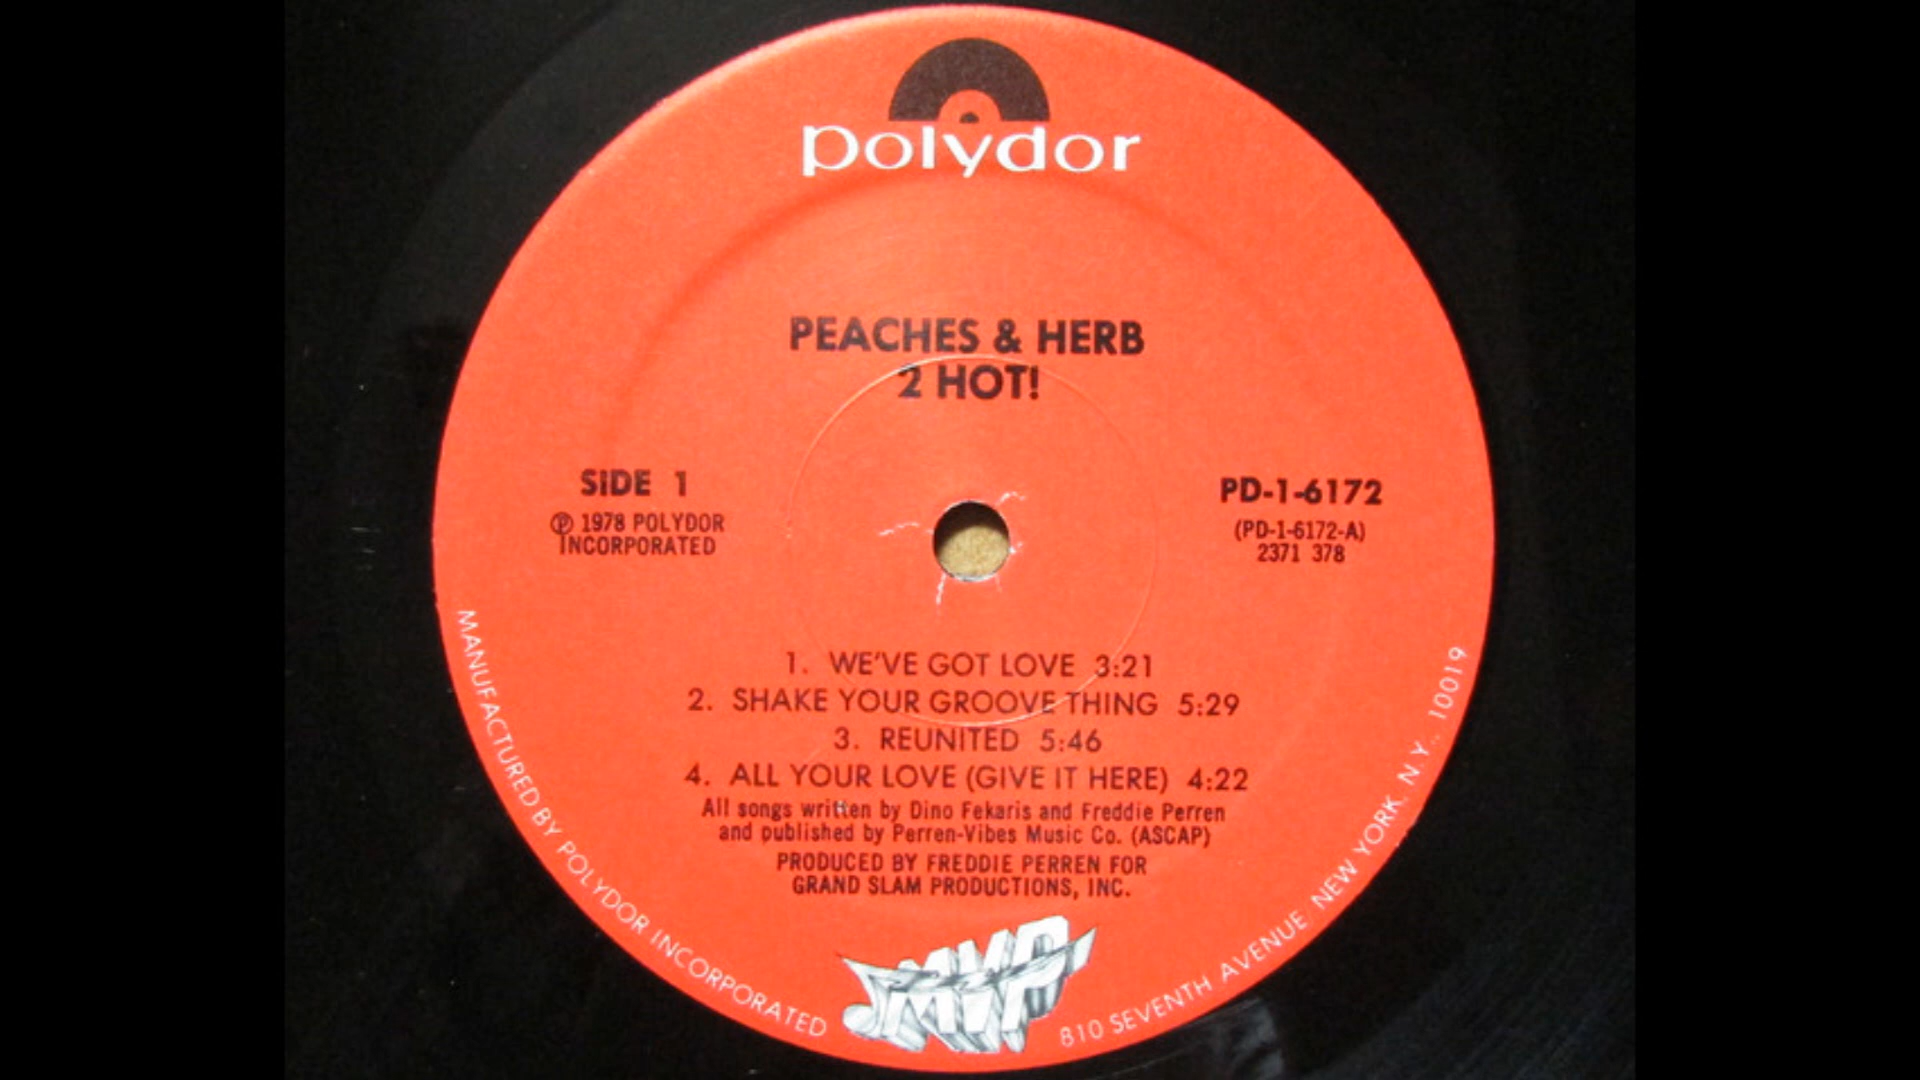 polydor
PEACHES & HERB
2 HOT!
SIDE 1
℗ 1978 POLYDOR
INCORPORATED
PD-1-6172
(PD-1-6172-A)
2371 378
1. WE'VE GOT LOVE 3:21
2. SHAKE YOUR GROOVE THING 5:29
3. REUNITED 5:46
4. ALL YOUR LOVE (GIVE IT HERE) 4:22
All songs written by Dino Fekaris and Freddie Perren
and published by Perren-Vibes Music Co. (ASCAP)
PRODUCED BY FREDDIE PERREN FOR
GRAND SLAM PRODUCTIONS, INC.
MVP
MANUFACTURED BY POLYDOR INCORPORATED
810 SEVENTH AVENUE, NEW YORK, N.Y., 10019